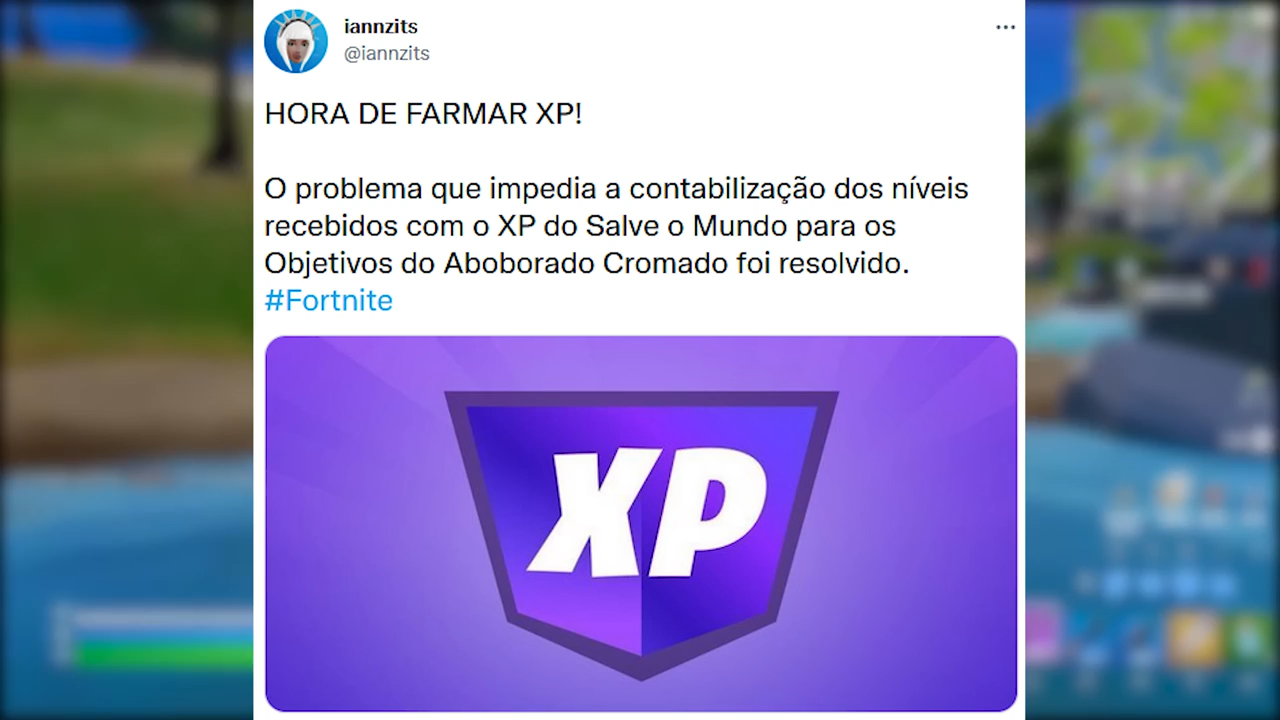 iannzits
@iannzits
HORA DE FARMAR XP!
O problema que impedia a contabilização dos níveis
recebidos com o XP do Salve o Mundo para os
Objetivos do Aboborado Cromado foi resolvido.
#Fortnite
XP